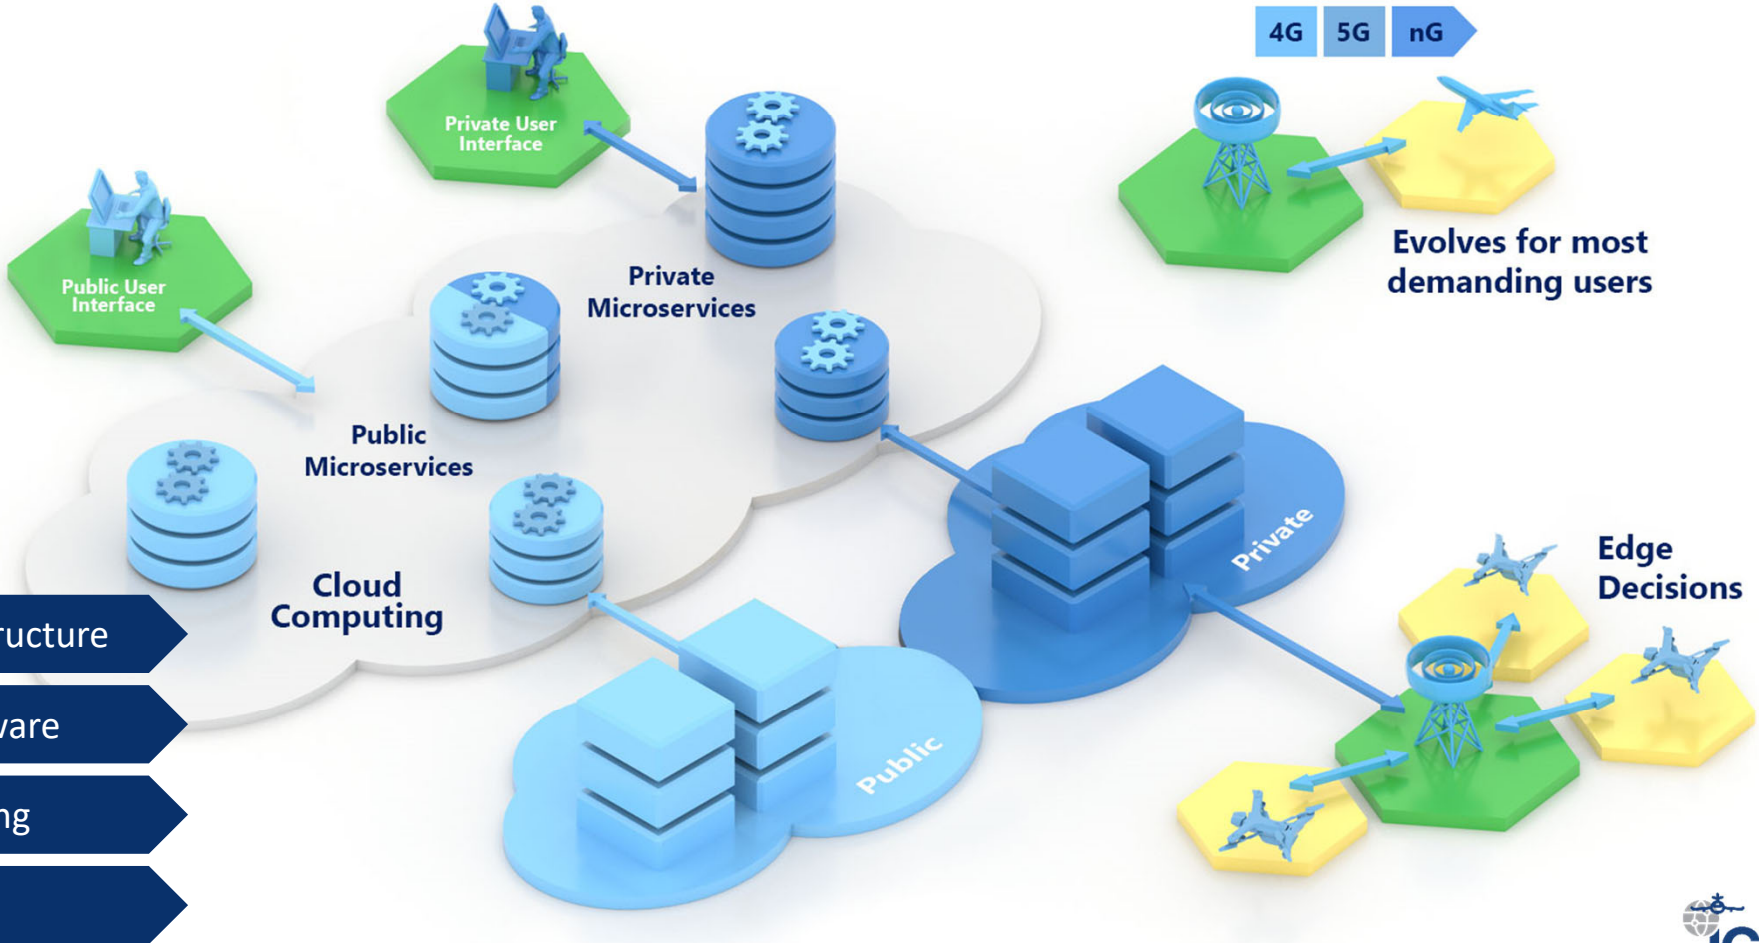 4G 5G nG
Private User
Interface
Evolves for most
demanding users
Private
Microservices
Public User
Interface
Public
Microservices
Cloud
Computing
Private
Edge
Decisions
Public
ructure
ware
ng